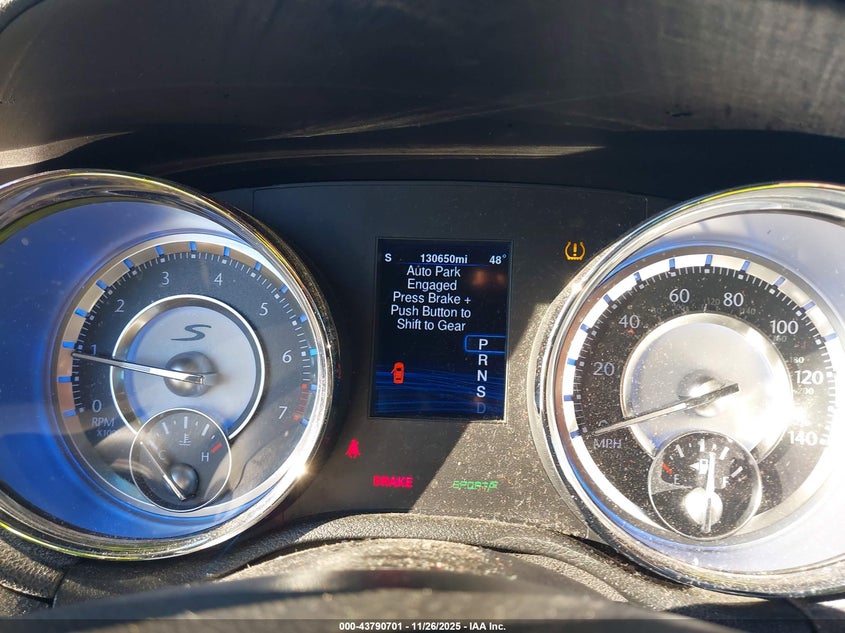 S 130650mi 48°
Auto Park
Engaged
Press Brake +
Push Button to
Shift to Gear
P
R
N
S
D
0 1 2 3 4 5 6 7
RPM
S
C H
BRAKE
SPORT
0 20 40 60 80 100 120 140
MPH
E F
000-43790701 - 11/26/2025 - IAA Inc.